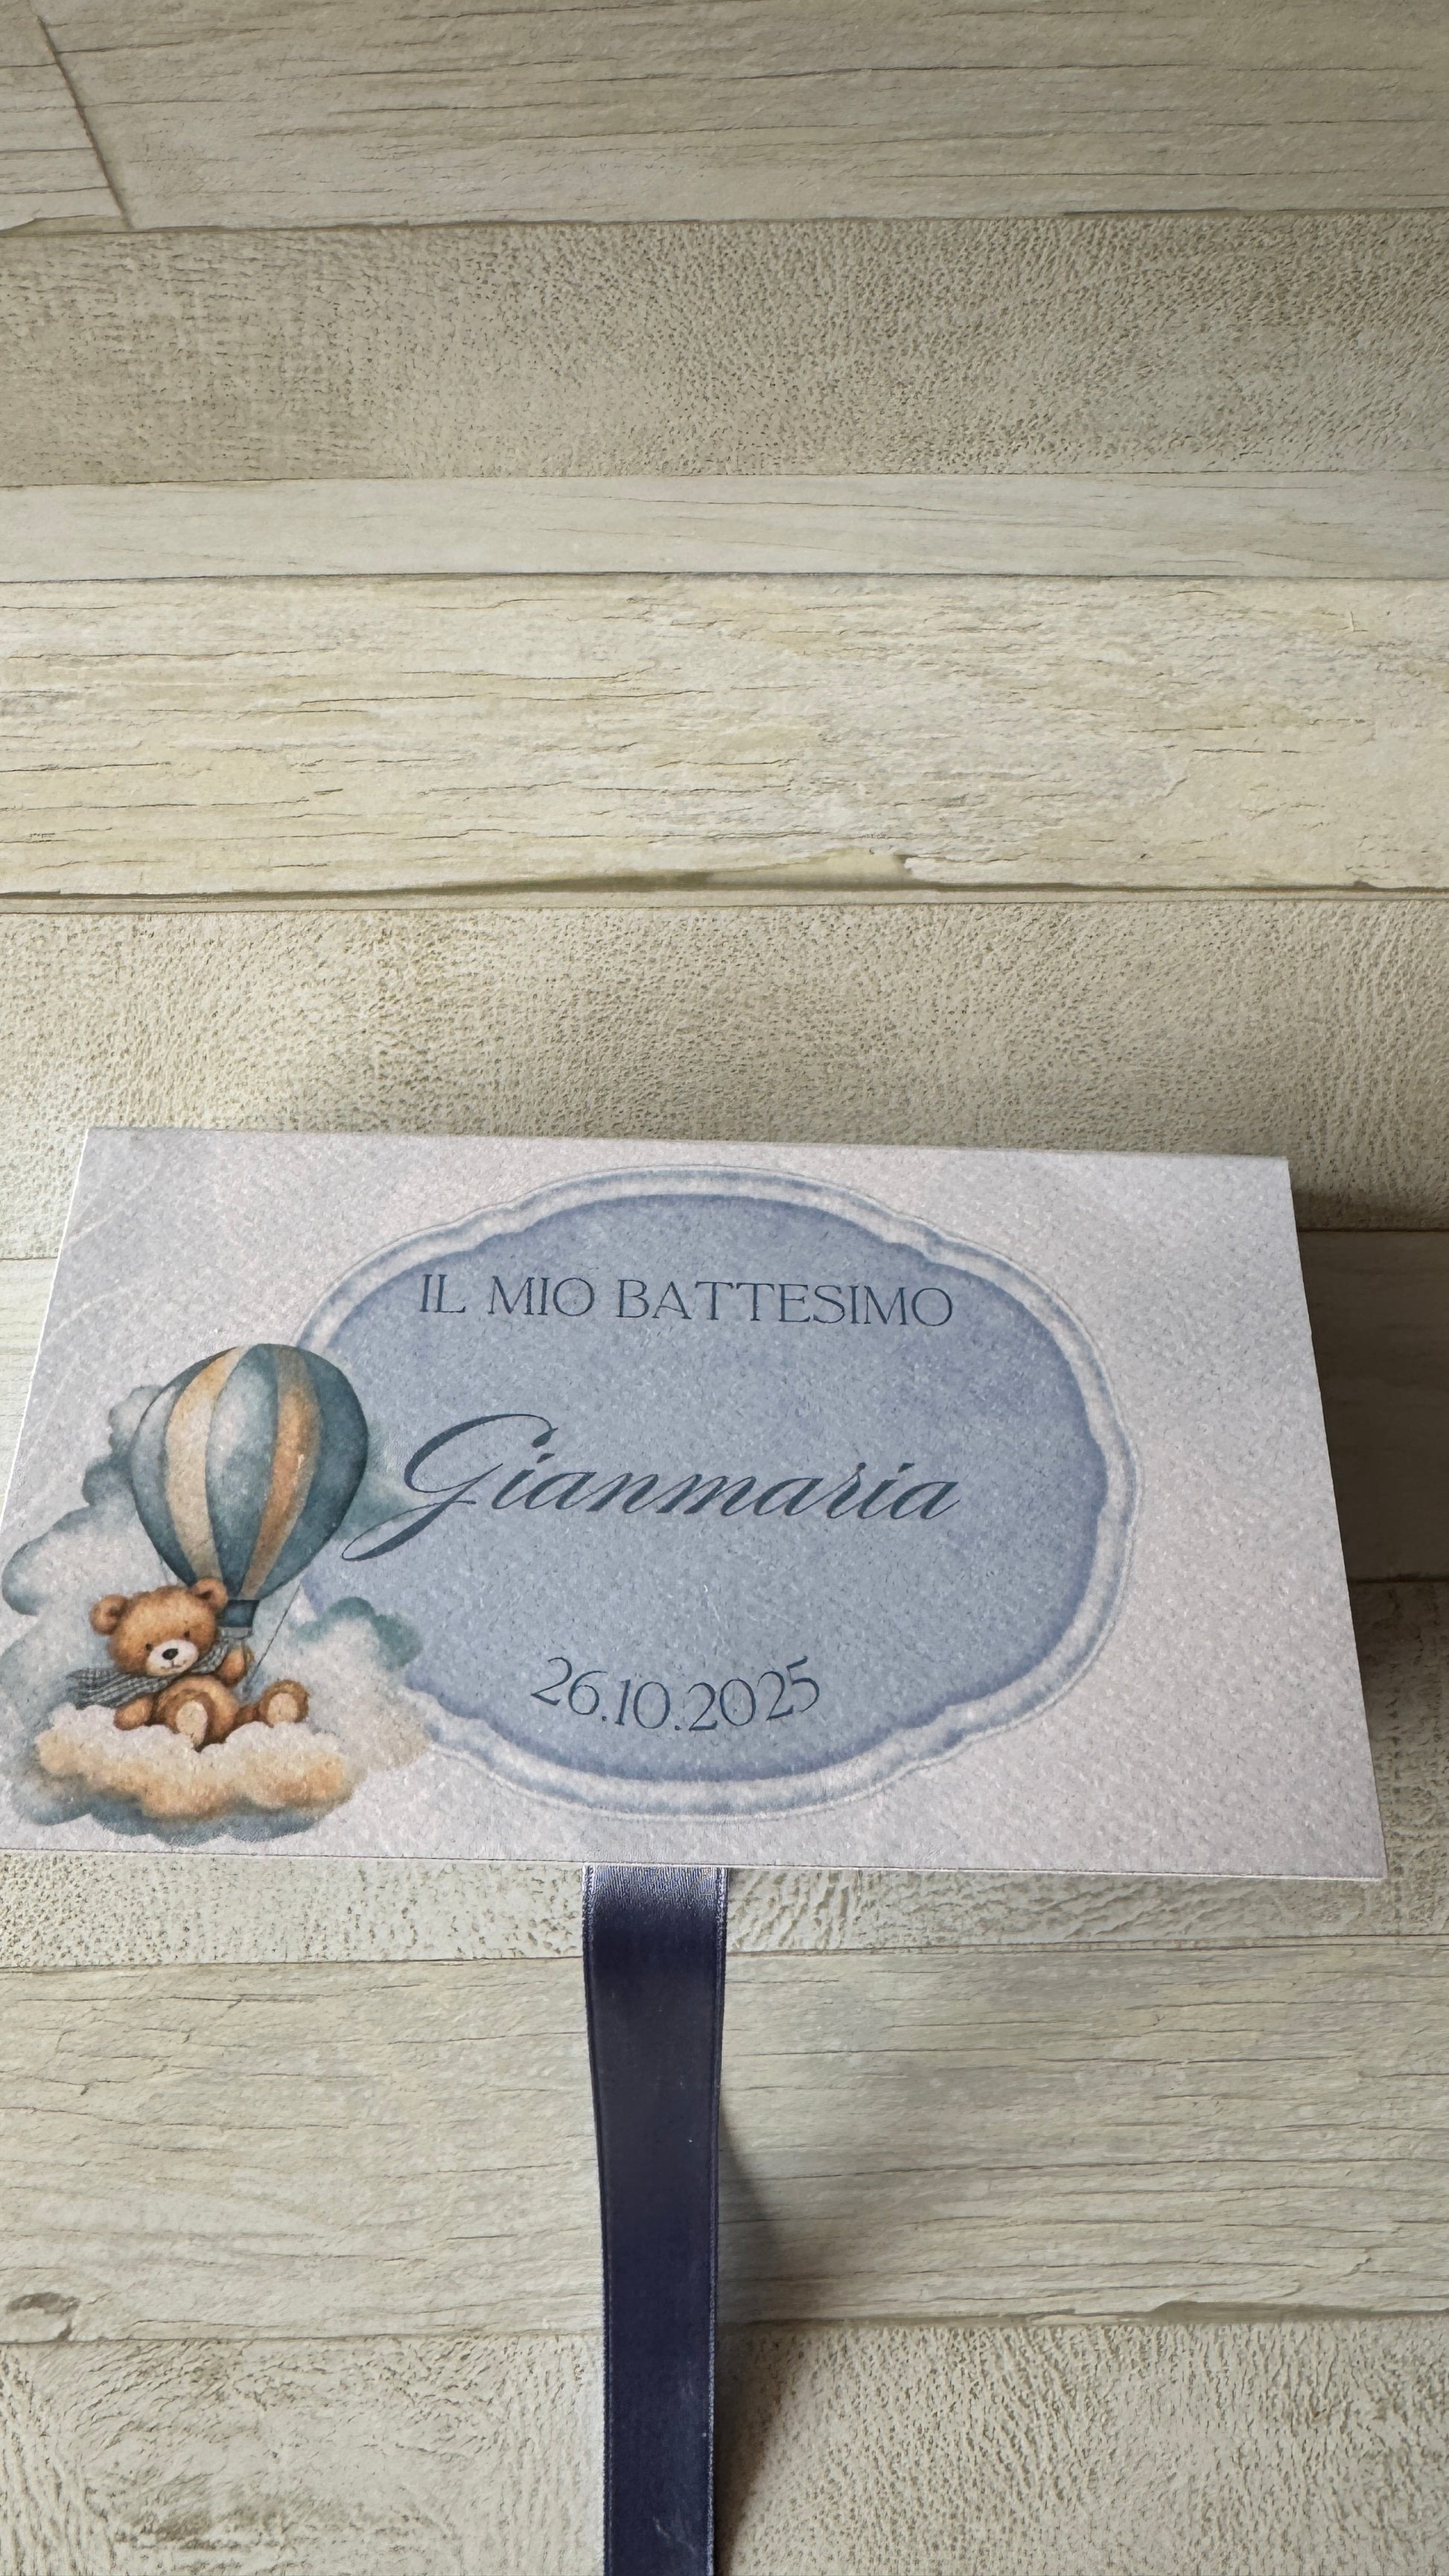 IL MIO BATTESIMO
Gianmaria
26.10.2025